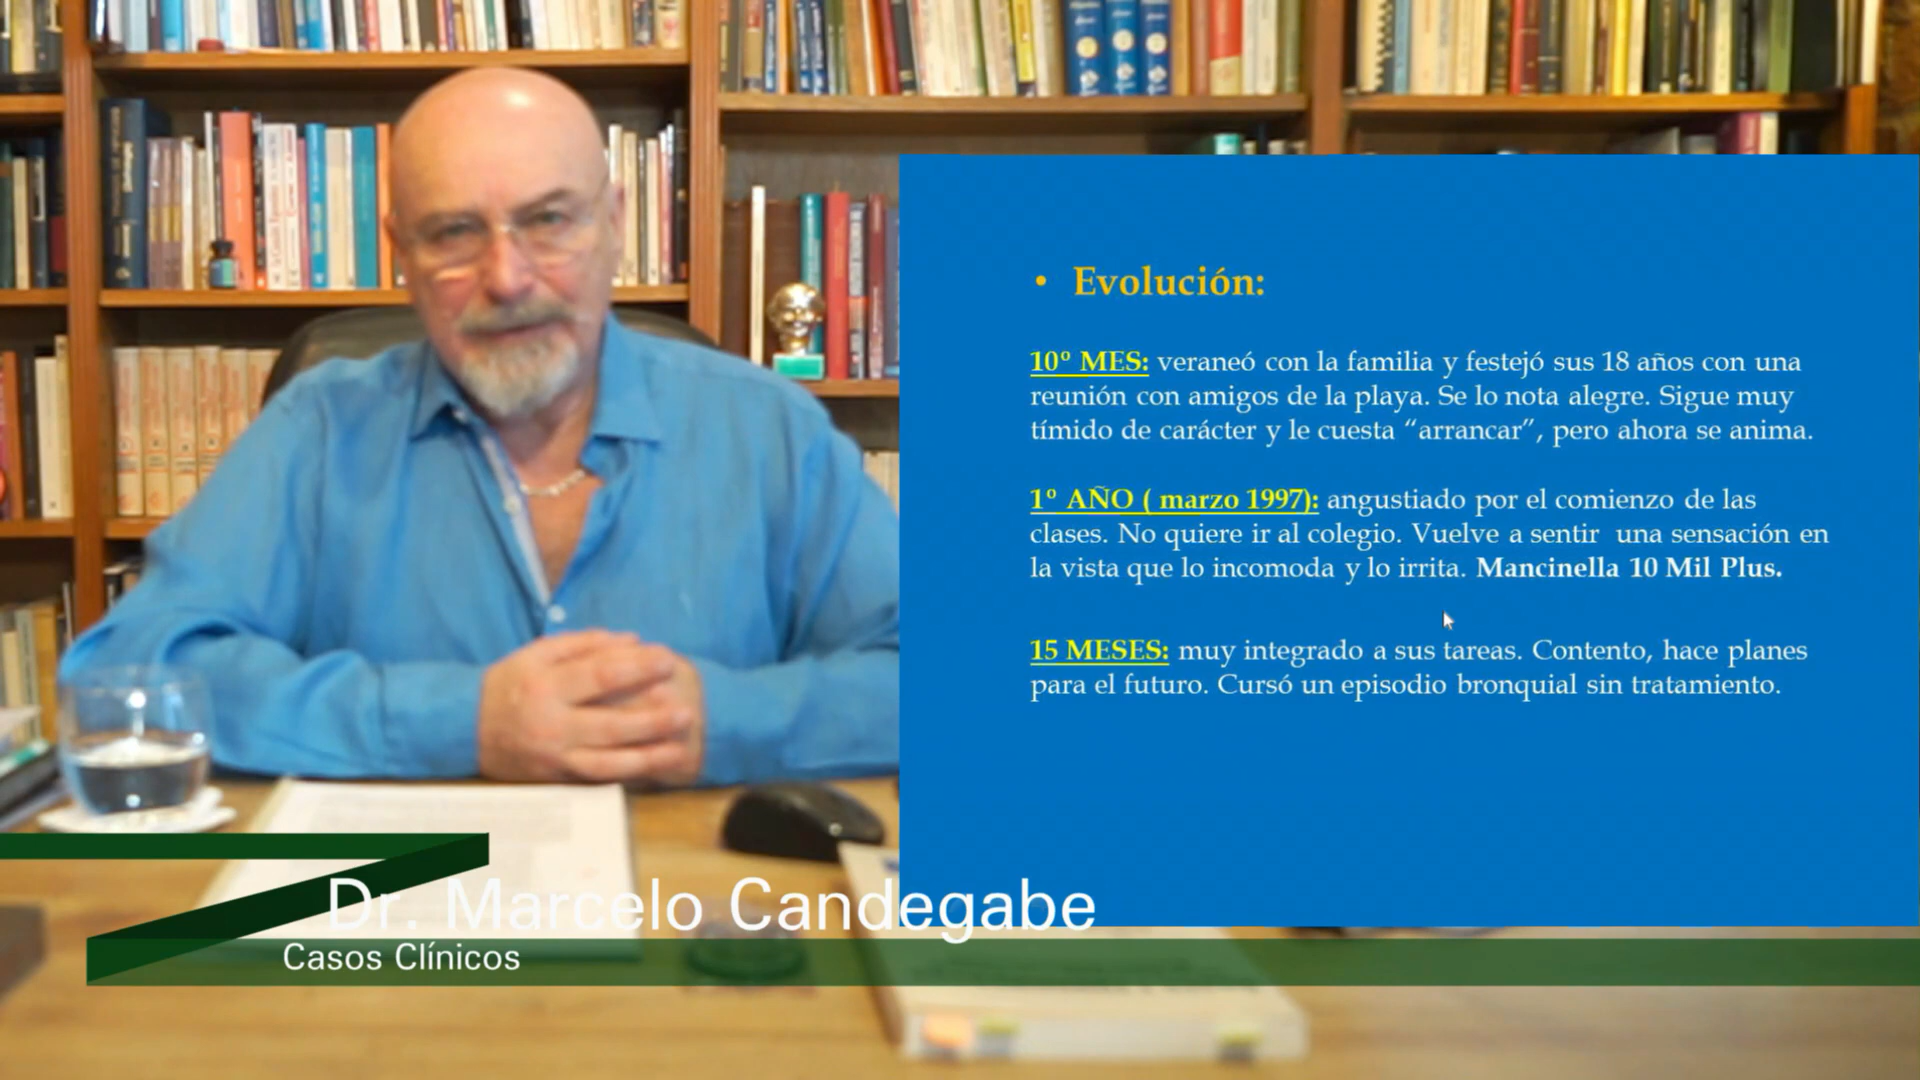 • Evolución:
10º MES: veraneó con la familia y festejó sus 18 años con una
reunión con amigos de la playa. Se lo nota alegre. Sigue muy
tímido de carácter y le cuesta “arrancar”, pero ahora se anima.
1º AÑO ( marzo 1997): angustiado por el comienzo de las
clases. No quiere ir al colegio. Vuelve a sentir una sensación en
la vista que lo incomoda y lo irrita. Mancinella 10 Mil Plus.
15 MESES: muy integrado a sus tareas. Contento, hace planes
para el futuro. Cursó un episodio bronquial sin tratamiento.
Dr. Marcelo Candegabe
Casos Clínicos